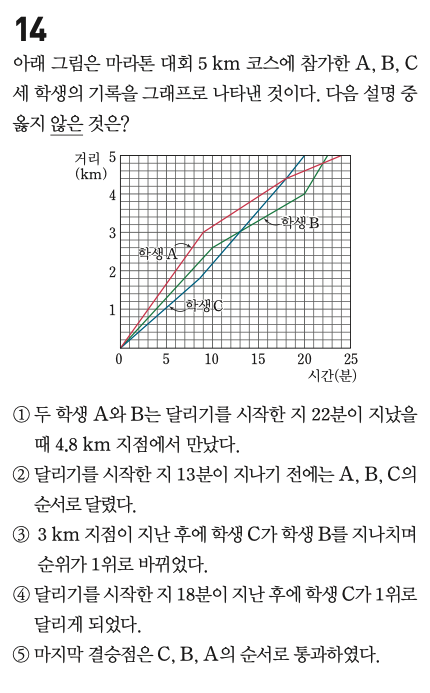 14
아래 그림은 마라톤 대회 5 km 코스에 참가한 A, B, C
세 학생의 기록을 그래프로 나타낸 것이다. 다음 설명 중
옳지 않은 것은?
거리
(km)
5
4
3
2
1
학생A
학생B
학생C
0 5 10 15 20 25
시간(분)
① 두 학생 A와 B는 달리기를 시작한 지 22분이 지났을
때 4.8 km 지점에서 만났다.
② 달리기를 시작한 지 13분이 지나기 전에는 A, B, C의
순서로 달렸다.
③ 3 km 지점이 지난 후에 학생 C가 학생 B를 지나치며
순위가 1위로 바뀌었다.
④ 달리기를 시작한 지 18분이 지난 후에 학생 C가 1위로
달리게 되었다.
⑤ 마지막 결승점은 C, B, A의 순서로 통과하였다.